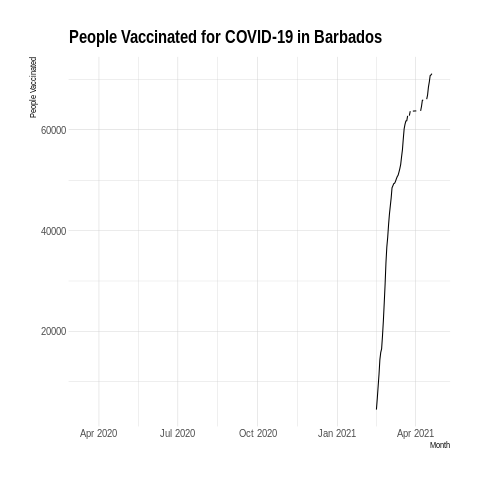 People Vaccinated for COVID-19 in Barbados
People Vaccinated
60000
40000
20000
Apr 2020 Jul 2020 Oct 2020 Jan 2021 Apr 2021
Month